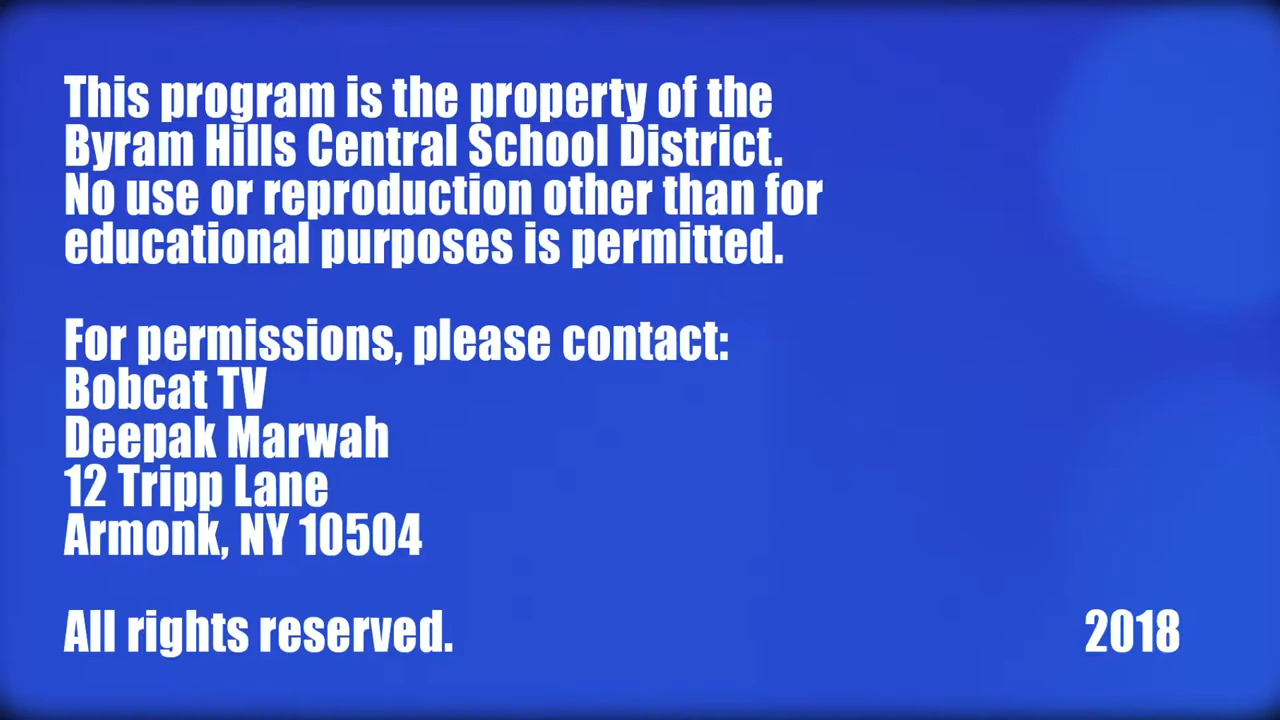 This program is the property of the
Byram Hills Central School District.
No use or reproduction other than for
educational purposes is permitted.
For permissions, please contact:
Bobcat TV
Deepak Marwah
12 Tripp Lane
Armonk, NY 10504
All rights reserved.
2018